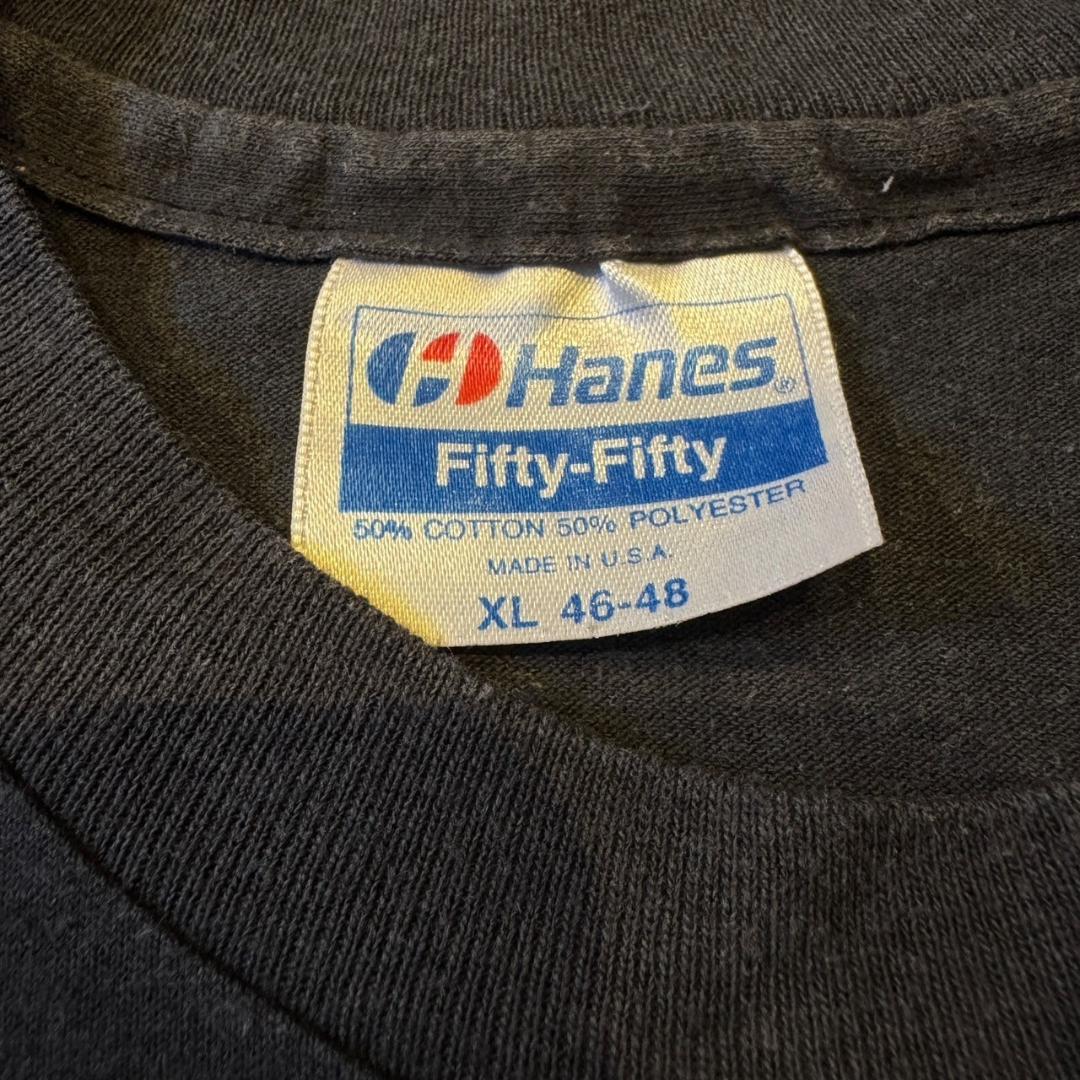 Hanes®
Fifty-Fifty
50% COTTON 50% POLYESTER
MADE IN U.S.A.
XL 46-48